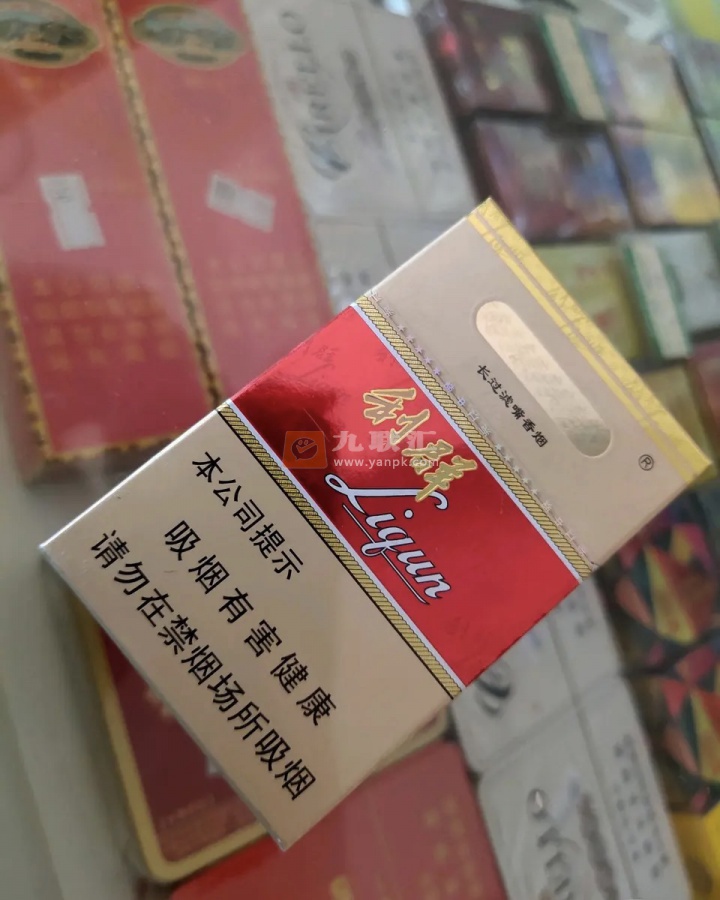 长过滤嘴香烟
®
利群
Liqun
九联汇
www.yanpk.com
本公司提示
吸烟有害健康
请勿在禁烟场所吸烟